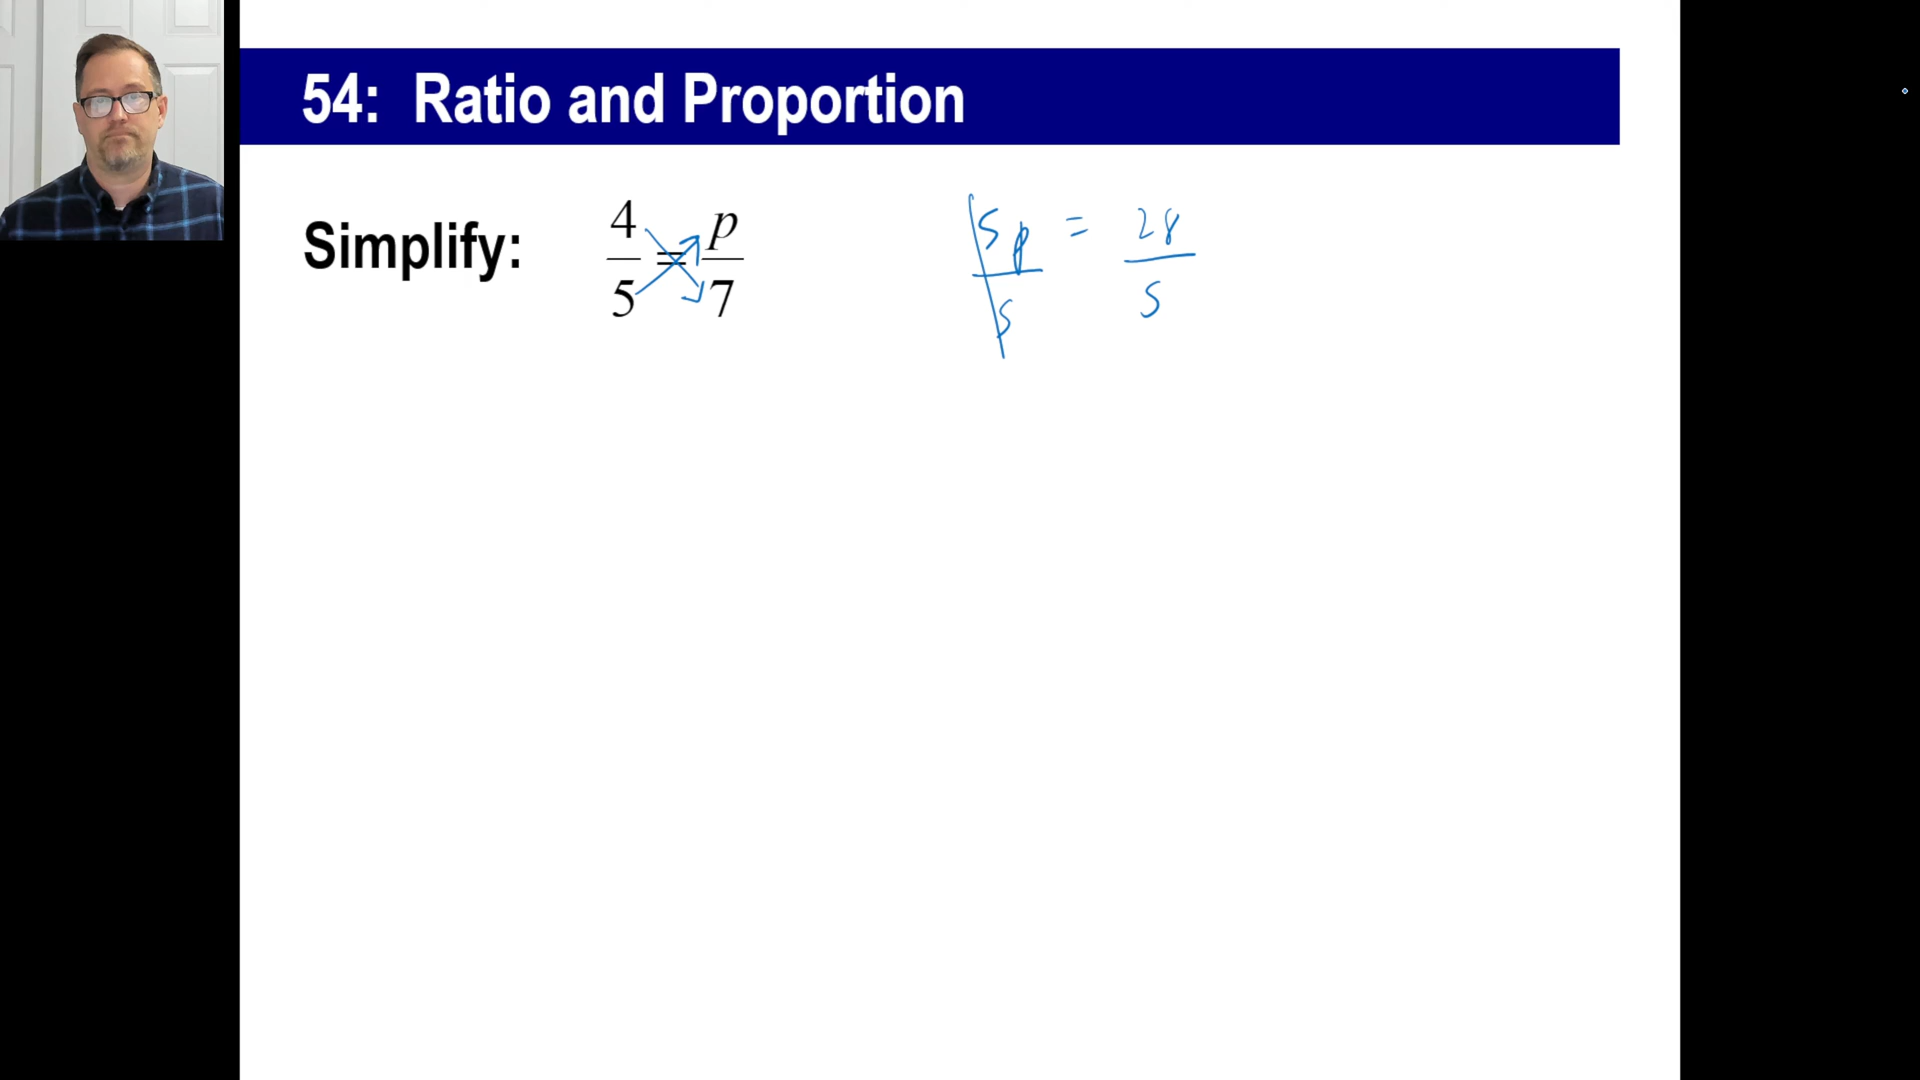 54: Ratio and Proportion
Simplify: 4/5 = p/7
5p/5 = 28/5